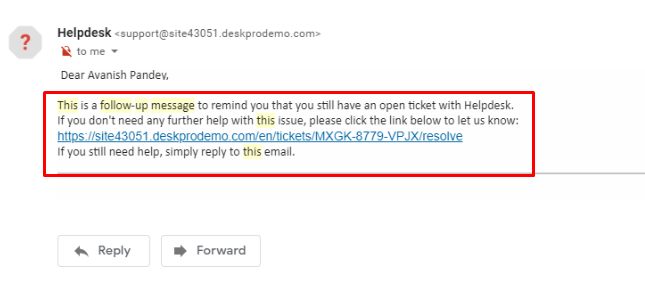 Helpdesk <support@site43051.deskprodemo.com>
to me
Dear Avanish Pandey,
This is a follow-up message to remind you that you still have an open ticket with Helpdesk.
If you don't need any further help with this issue, please click the link below to let us know:
https://site43051.deskprodemo.com/en/tickets/MXGK-8779-VPJX/resolve
If you still need help, simply reply to this email.
Reply Forward